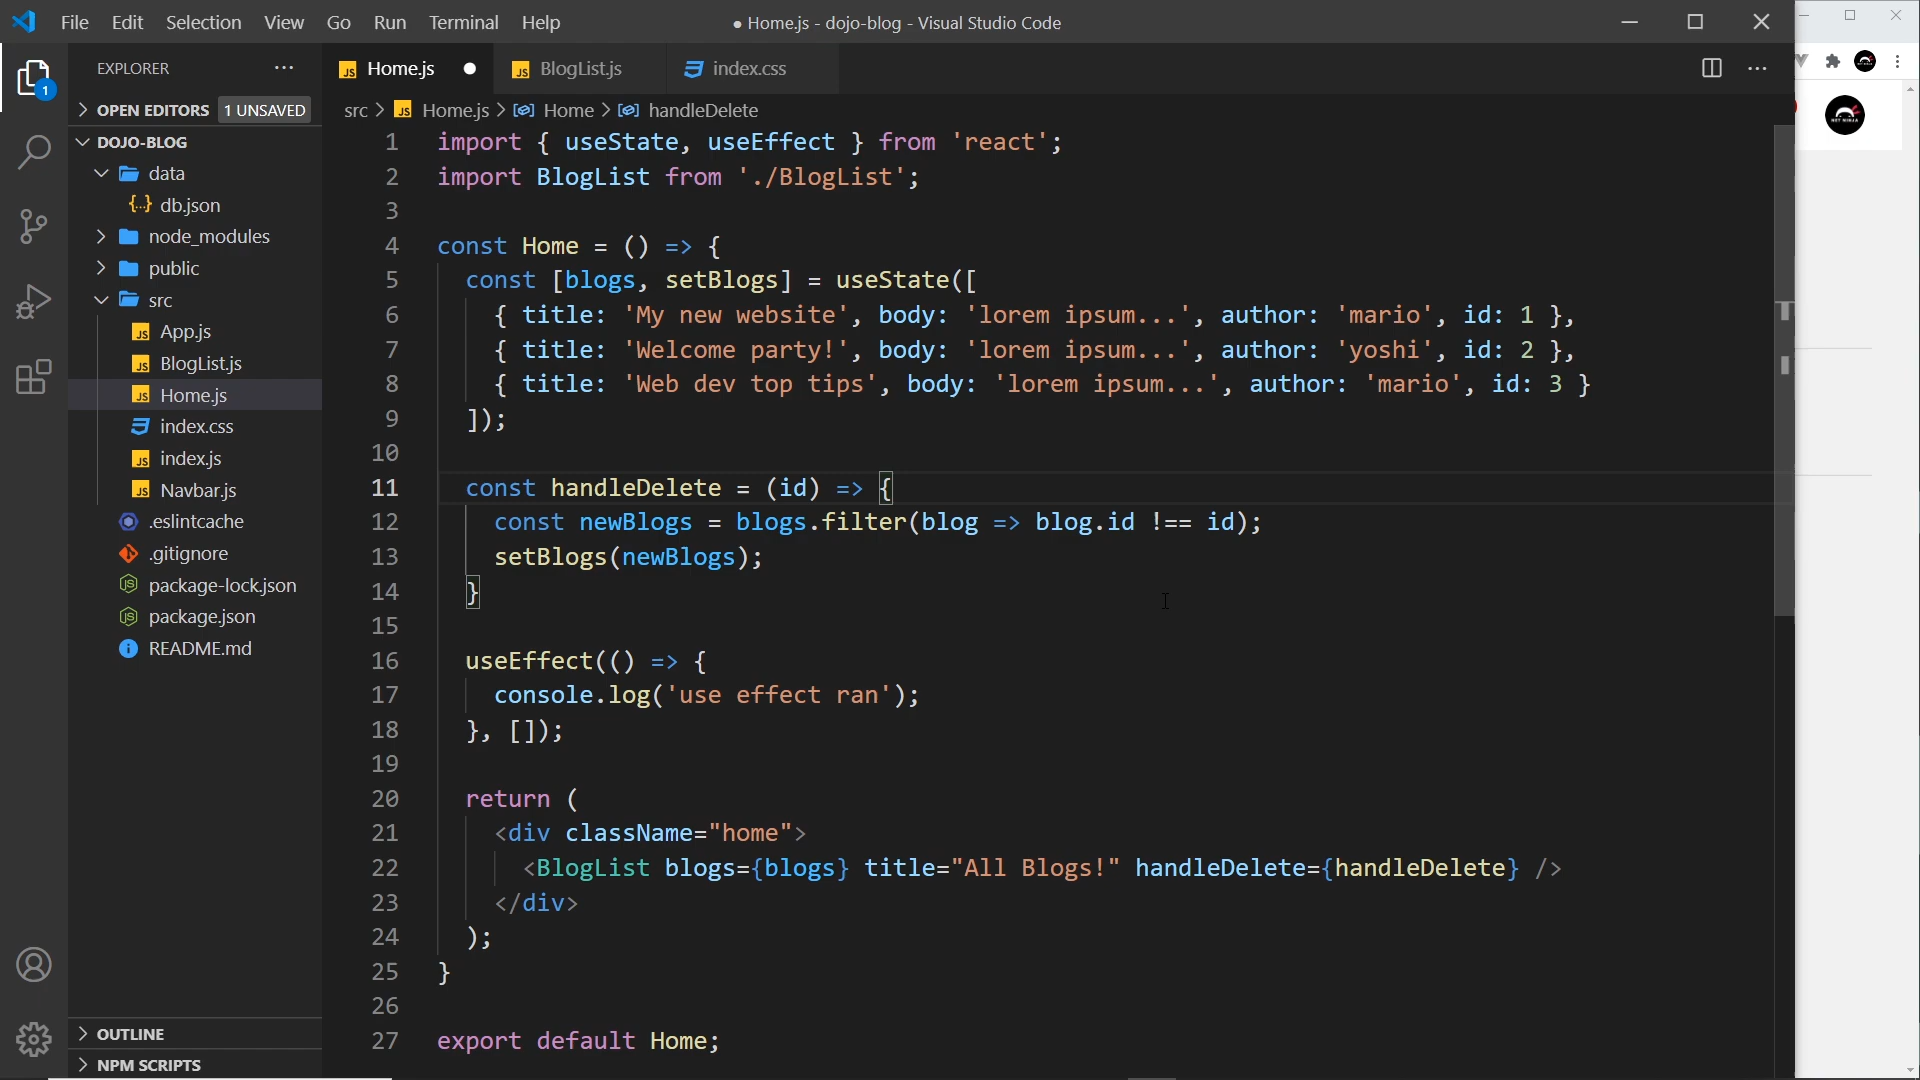 File Edit Selection View Go Run Terminal Help
● Home.js - dojo-blog - Visual Studio Code
EXPLORER
1
OPEN EDITORS 1 UNSAVED
DOJO-BLOG
data
db.json
node_modules
public
src
App.js
BlogList.js
Home.js
index.css
index.js
Navbar.js
.eslintcache
.gitignore
package-lock.json
package.json
README.md
OUTLINE
NPM SCRIPTS
Home.js BlogList.js index.css
src > Home.js > Home > handleDelete
1 import { useState, useEffect } from 'react';
2 import BlogList from './BlogList';
3
4 const Home = () => {
5 const [blogs, setBlogs] = useState([
6 { title: 'My new website', body: 'lorem ipsum...', author: 'mario', id: 1 },
7 { title: 'Welcome party!', body: 'lorem ipsum...', author: 'yoshi', id: 2 },
8 { title: 'Web dev top tips', body: 'lorem ipsum...', author: 'mario', id: 3 }
9 ]);
10
11 const handleDelete = (id) => {
12 const newBlogs = blogs.filter(blog => blog.id !== id);
13 setBlogs(newBlogs);
14 }
15
16 useEffect(() => {
17 console.log('use effect ran');
18 }, []);
19
20 return (
21 <div className="home">
22 <BlogList blogs={blogs} title="All Blogs!" handleDelete={handleDelete} />
23 </div>
24 );
25 }
26
27 export default Home;
NET NINJA